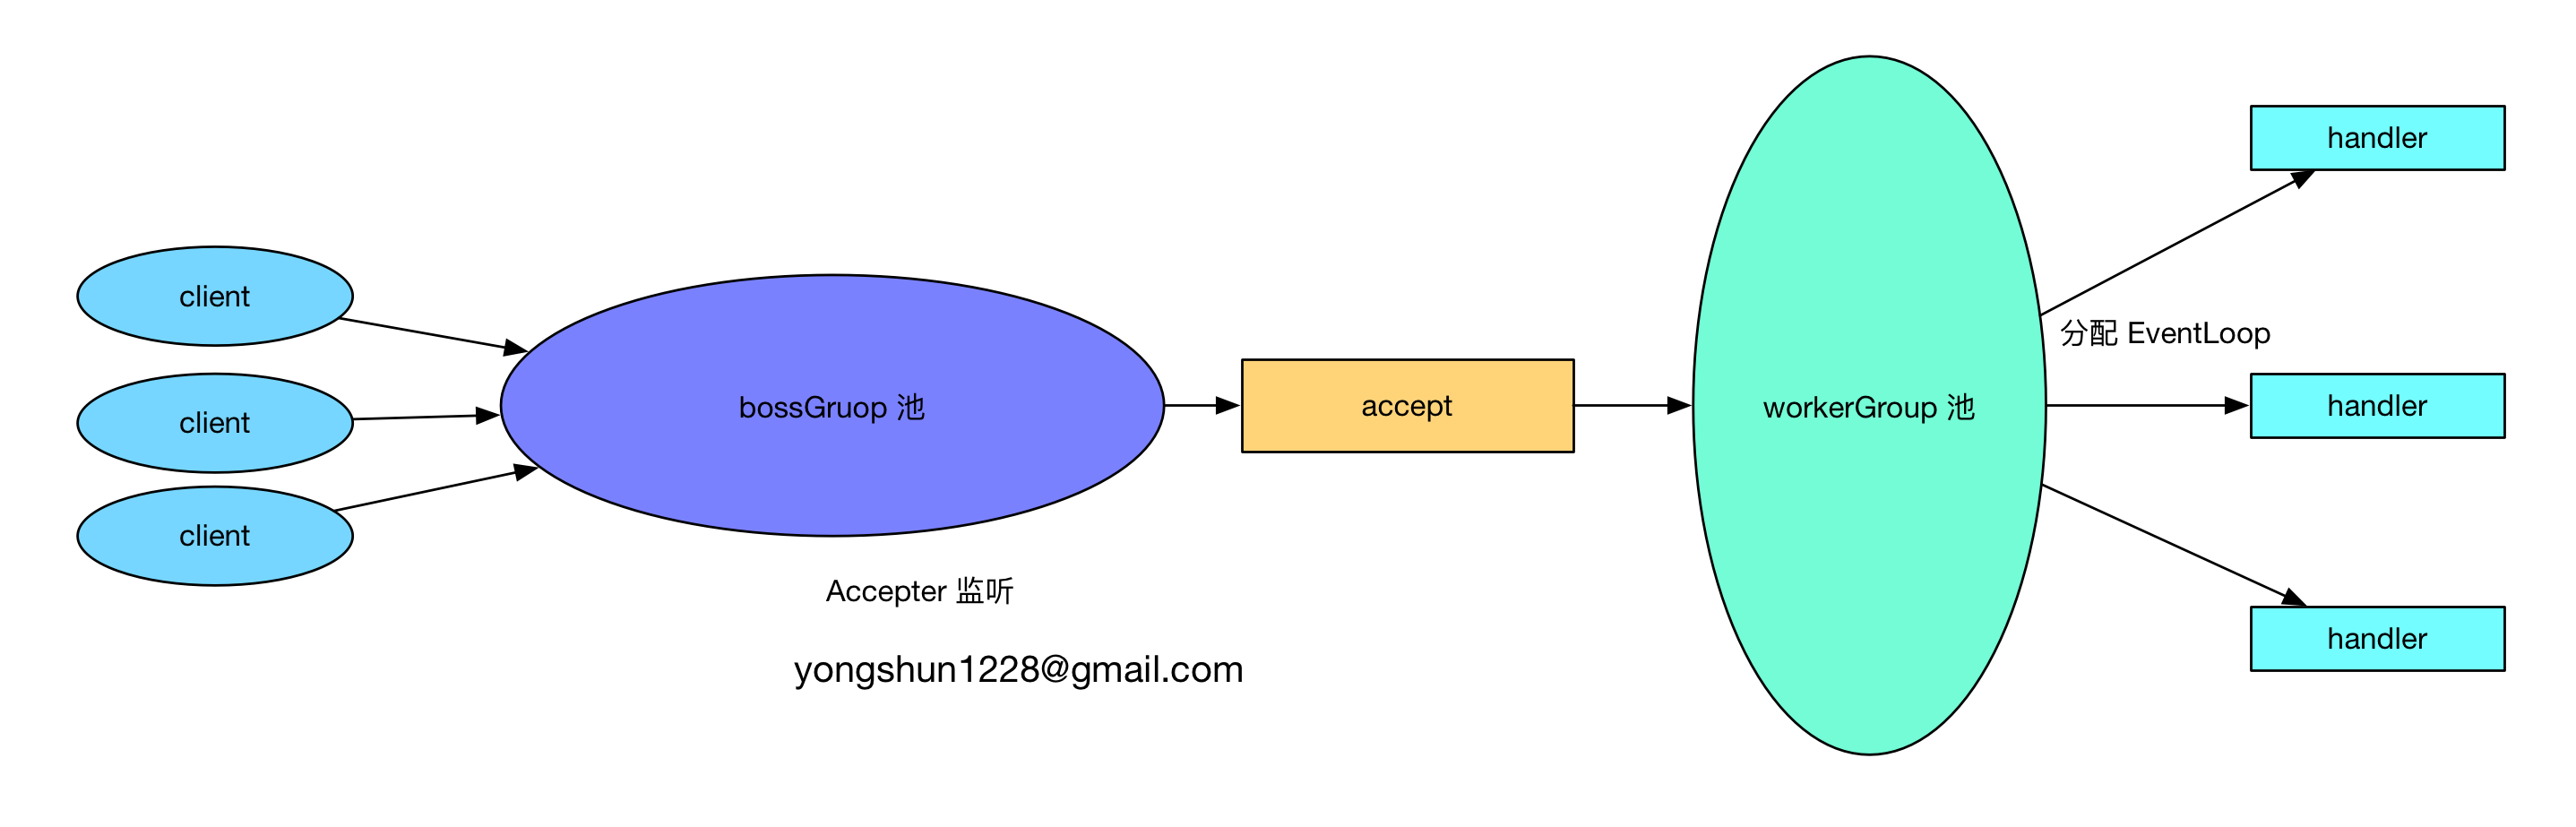 client
client
client
bossGruop 池
Accepter 监听
yongshun1228@gmail.com
accept
workerGroup 池
分配 EventLoop
handler
handler
handler